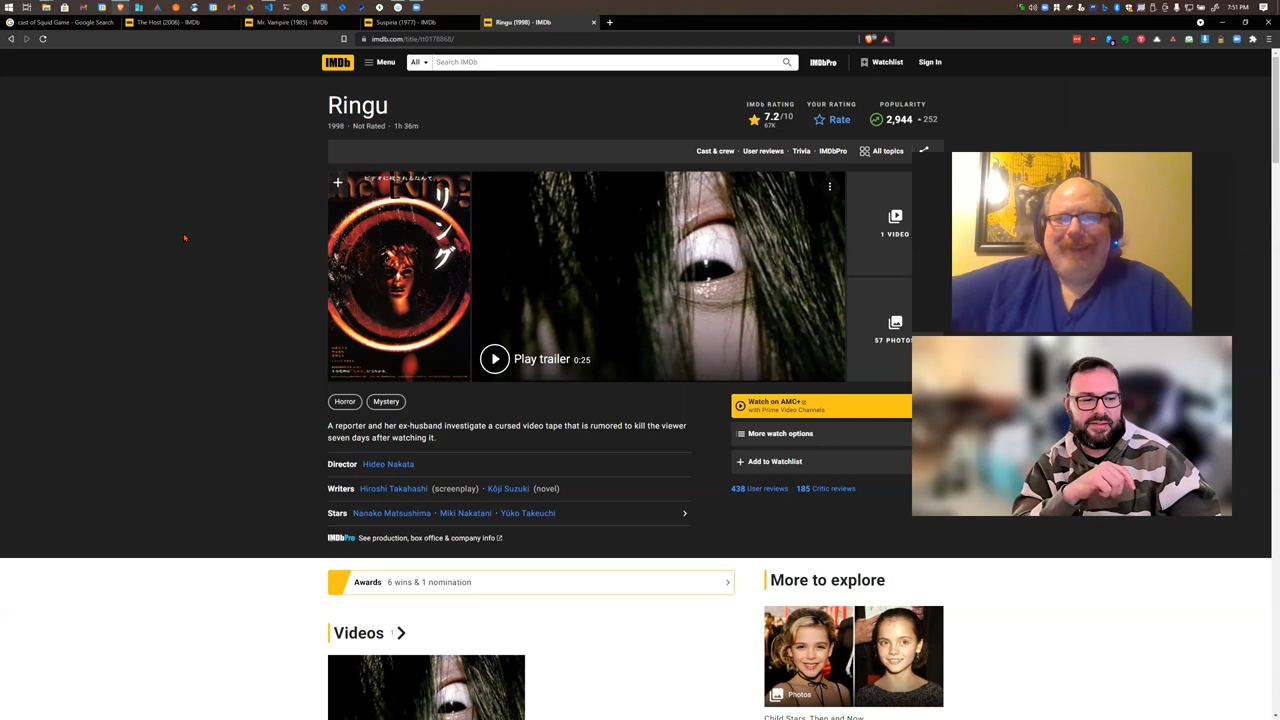 cast of Squid Game - Google Search
The Host (2006) - IMDb
Mr. Vampire (1985) - IMDb
Suspiria (1977) - IMDb
Ringu (1998) - IMDb
7:51 PM
imdb.com/title/tt0178868/
IMDb
Menu
All
Search IMDb
IMDbPro
Watchlist
Sign In
Ringu
1998 · Not Rated · 1h 36m
IMDb RATING
YOUR RATING
POPULARITY
7.2/10
67K
Rate
2,944
252
Cast & crew · User reviews · Trivia · IMDbPro
All topics
リング
Play trailer 0:25
1 VIDEO
57 PHOTOS
Horror
Mystery
Watch on AMC+
with Prime Video Channels
A reporter and her ex-husband investigate a cursed video tape that is rumored to kill the viewer
seven days after watching it.
More watch options
Add to Watchlist
Director Hideo Nakata
Writers Hiroshi Takahashi (screenplay) · Kôji Suzuki (novel)
438 User reviews
185 Critic reviews
Stars Nanako Matsushima · Miki Nakatani · Yûko Takeuchi
IMDbPro See production, box office & company info
Awards 6 wins & 1 nomination
More to explore
Videos 1
Photos
Child Stars, Then and Now